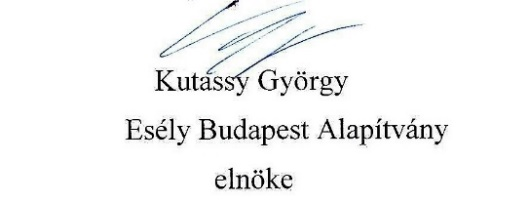 Kutassy György
Esély Budapest Alapítvány
elnöke